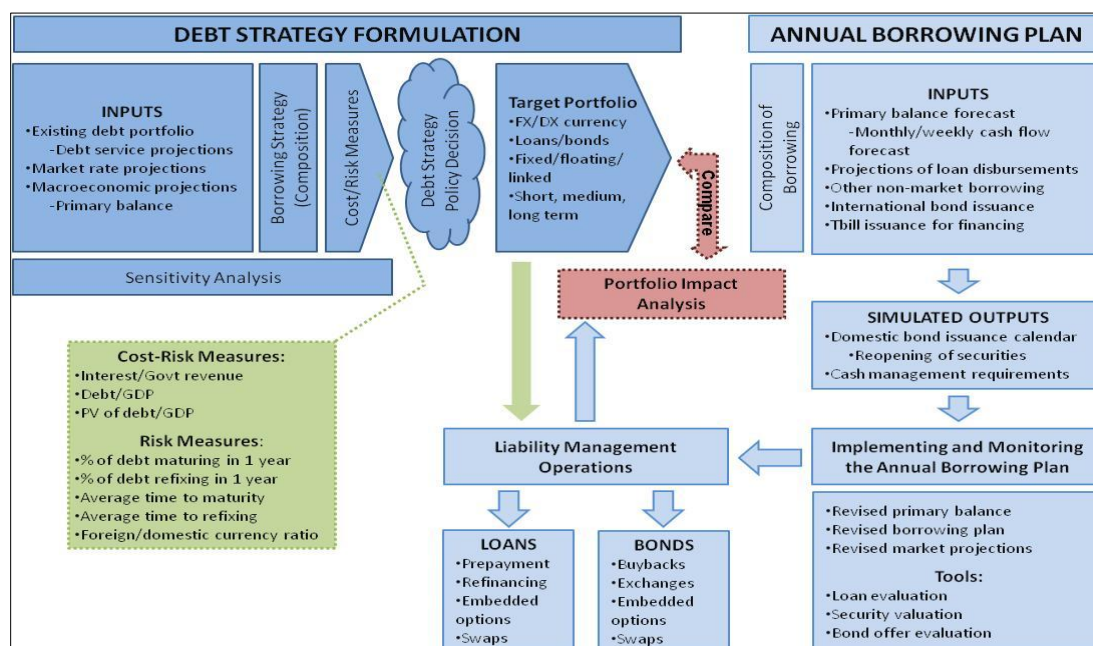 DEBT STRATEGY FORMULATION
INPUTS
•Existing debt portfolio
-Debt service projections
•Market rate projections
•Macroeconomic projections
-Primary balance
Borrowing Strategy
(Composition)
Cost/Risk Measures
Debt Strategy
Policy Decision
Target Portfolio
•FX/DX currency
•Loans/bonds
•Fixed/floating/
linked
•Short, medium,
long term
Sensitivity Analysis
Compare
Portfolio Impact
Analysis
Cost-Risk Measures:
•Interest/Govt revenue
•Debt/GDP
•PV of debt/GDP
Risk Measures:
•% of debt maturing in 1 year
•% of debt refixing in 1 year
•Average time to maturity
•Average time to refixing
•Foreign/domestic currency ratio
Liability Management
Operations
LOANS
•Prepayment
•Refinancing
•Embedded
options
•Swaps
BONDS
•Buybacks
•Exchanges
•Embedded
options
•Swaps
ANNUAL BORROWING PLAN
Composition of
Borrowing
INPUTS
•Primary balance forecast
-Monthly/weekly cash flow
forecast
•Projections of loan disbursements
•Other non-market borrowing
•International bond issuance
•Tbill issuance for financing
SIMULATED OUTPUTS
•Domestic bond issuance calendar
•Reopening of securities
•Cash management requirements
Implementing and Monitoring
the Annual Borrowing Plan
•Revised primary balance
•Revised borrowing plan
•Revised market projections
Tools:
•Loan evaluation
•Security valuation
•Bond offer evaluation